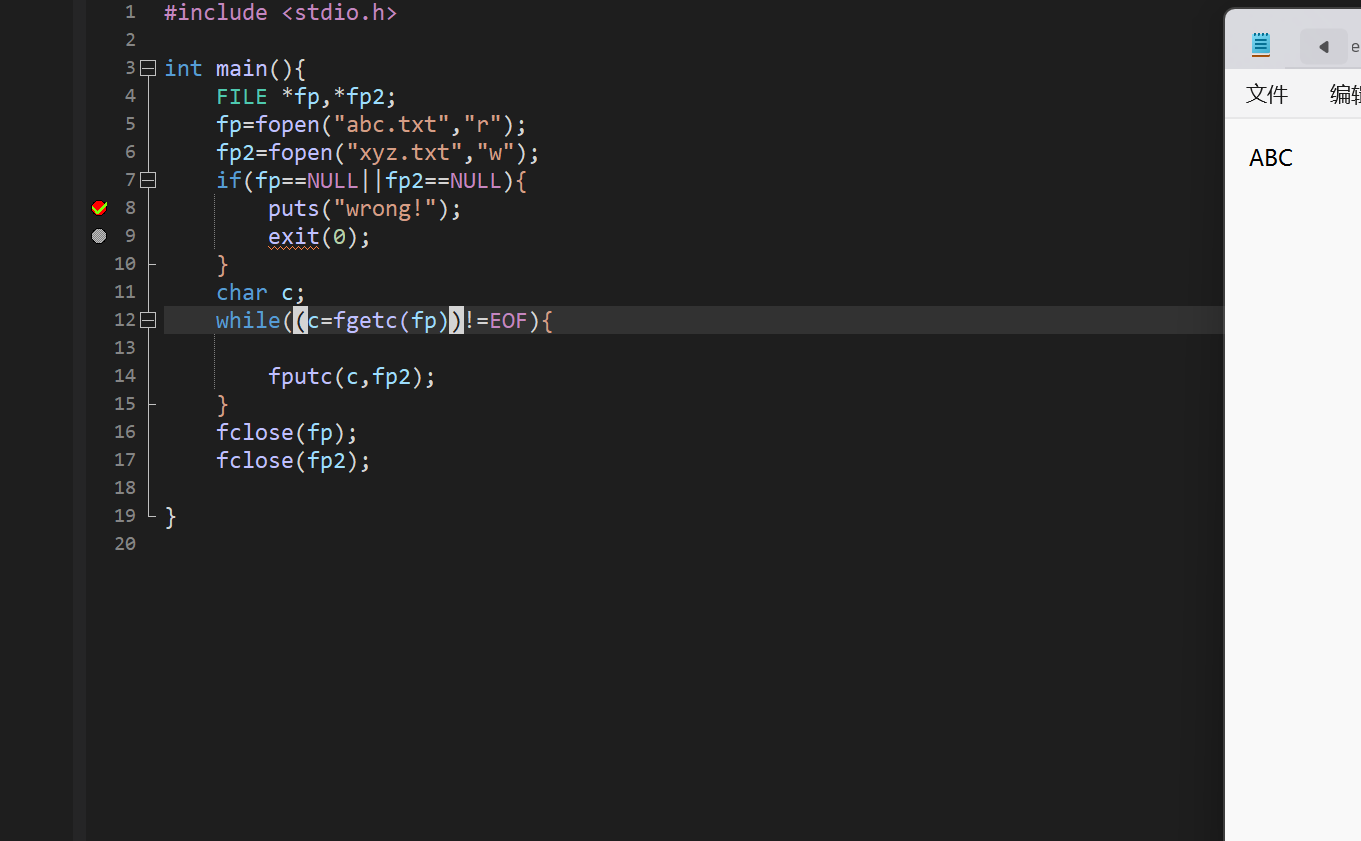 1 #include <stdio.h>
2
3 int main(){
4 FILE *fp,*fp2;
5 fp=fopen("abc.txt","r");
6 fp2=fopen("xyz.txt","w");
7 if(fp==NULL||fp2==NULL){
8 puts("wrong!");
9 exit(0);
10 }
11 char c;
12 while((c=fgetc(fp))!=EOF){
13
14 fputc(c,fp2);
15 }
16 fclose(fp);
17 fclose(fp2);
18
19 }
20
e
文件 编辑
ABC